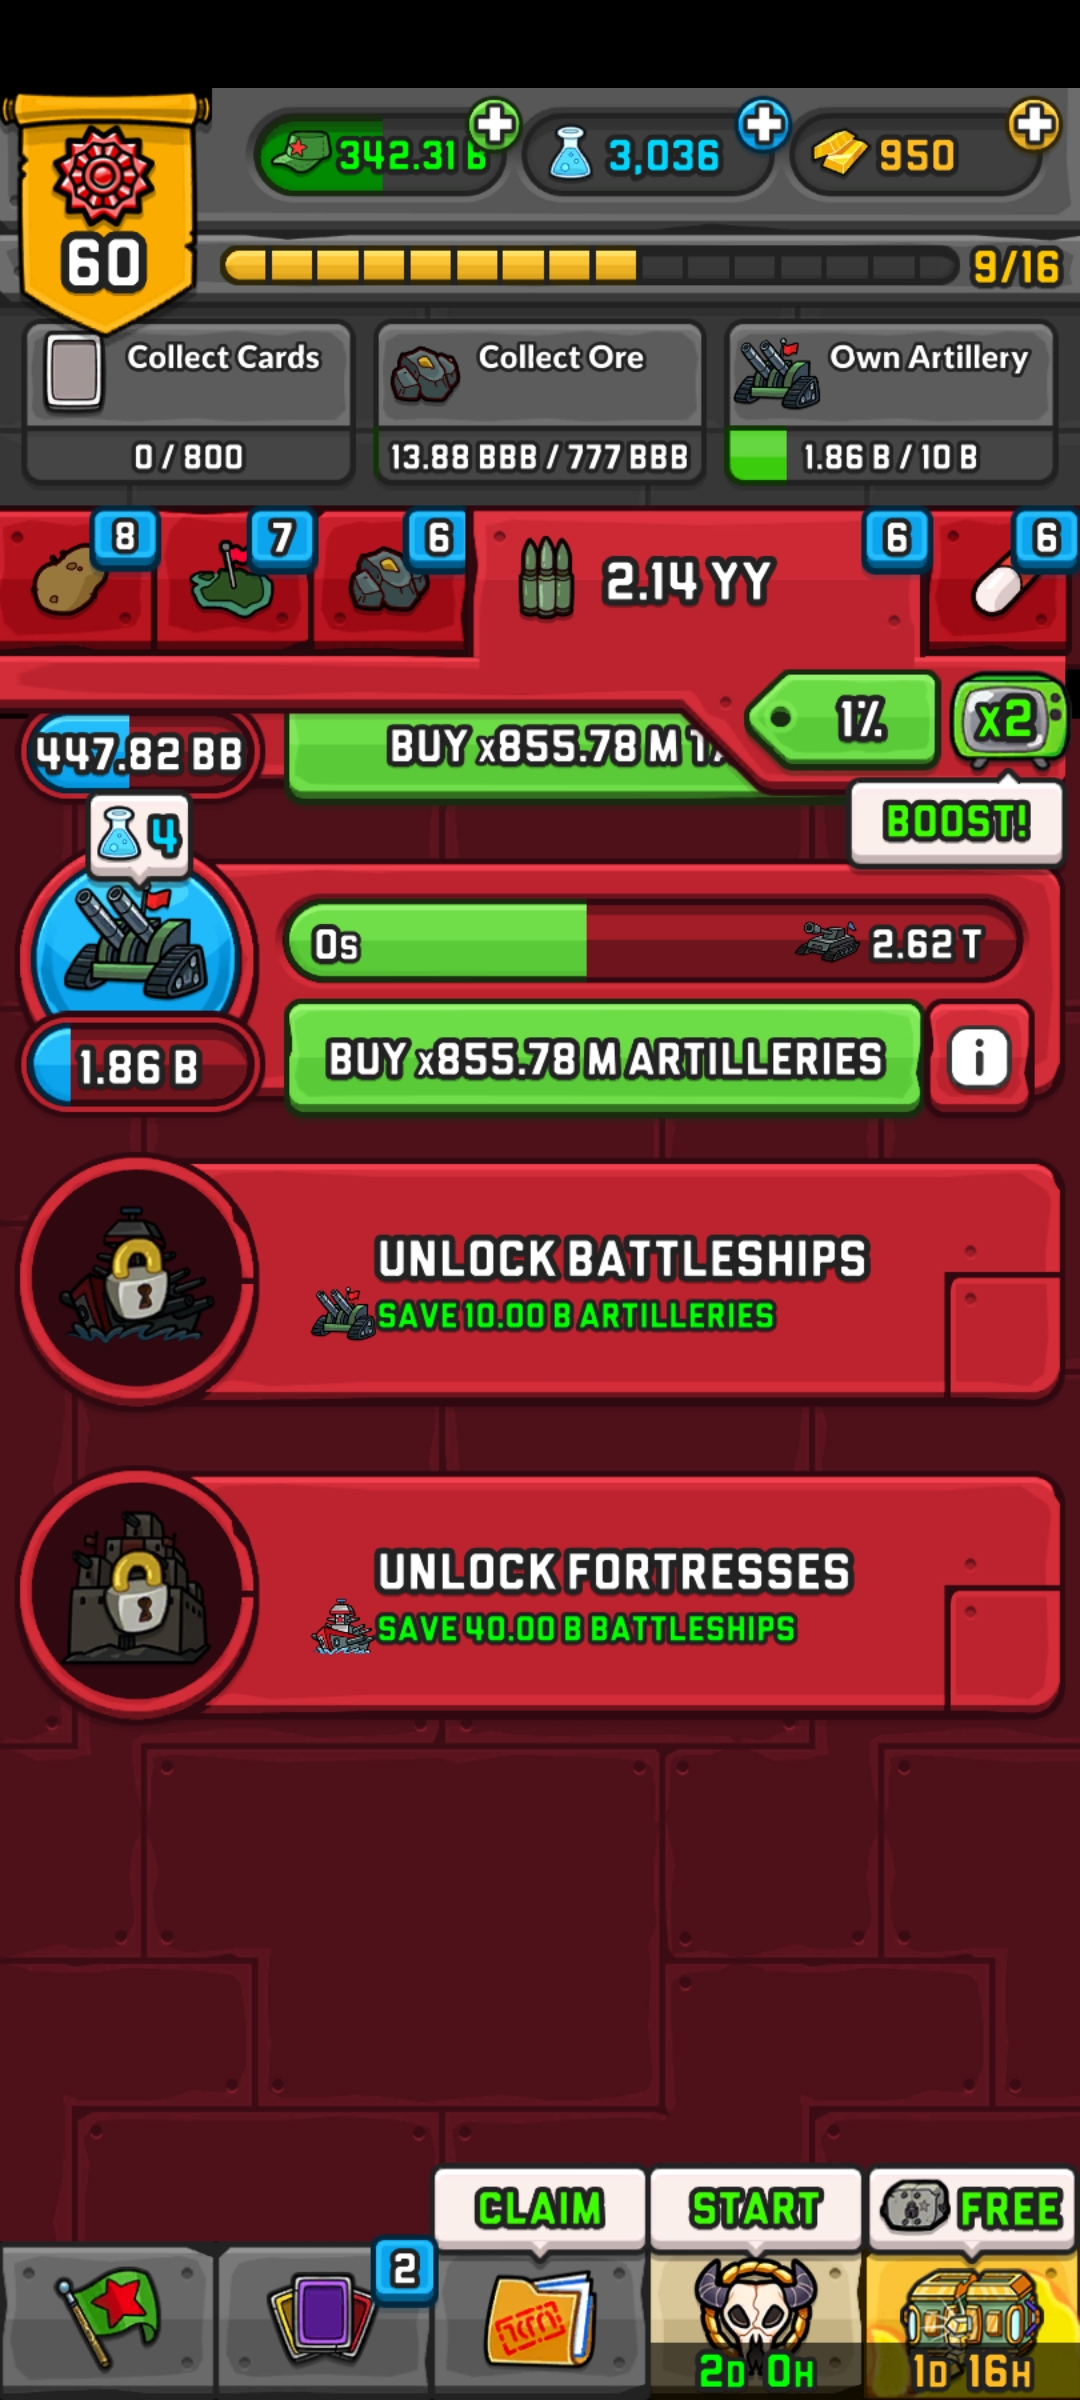 342.31 B
3,036
950
60
9/16
Collect Cards
0 / 800
Collect Ore
13.88 BBB / 777 BBB
Own Artillery
1.86 B / 10 B
8
7
6
2.14 YY
6
6
1%
x2
447.82 BB
BUY x855.78 M
BOOST!
4
0s
2.62 T
1.86 B
BUY x855.78 M ARTILLERIES
i
UNLOCK BATTLESHIPS
SAVE 10.00 B ARTILLERIES
UNLOCK FORTRESSES
SAVE 40.00 B BATTLESHIPS
CLAIM
START
FREE
2
2D 0H
1D 16H